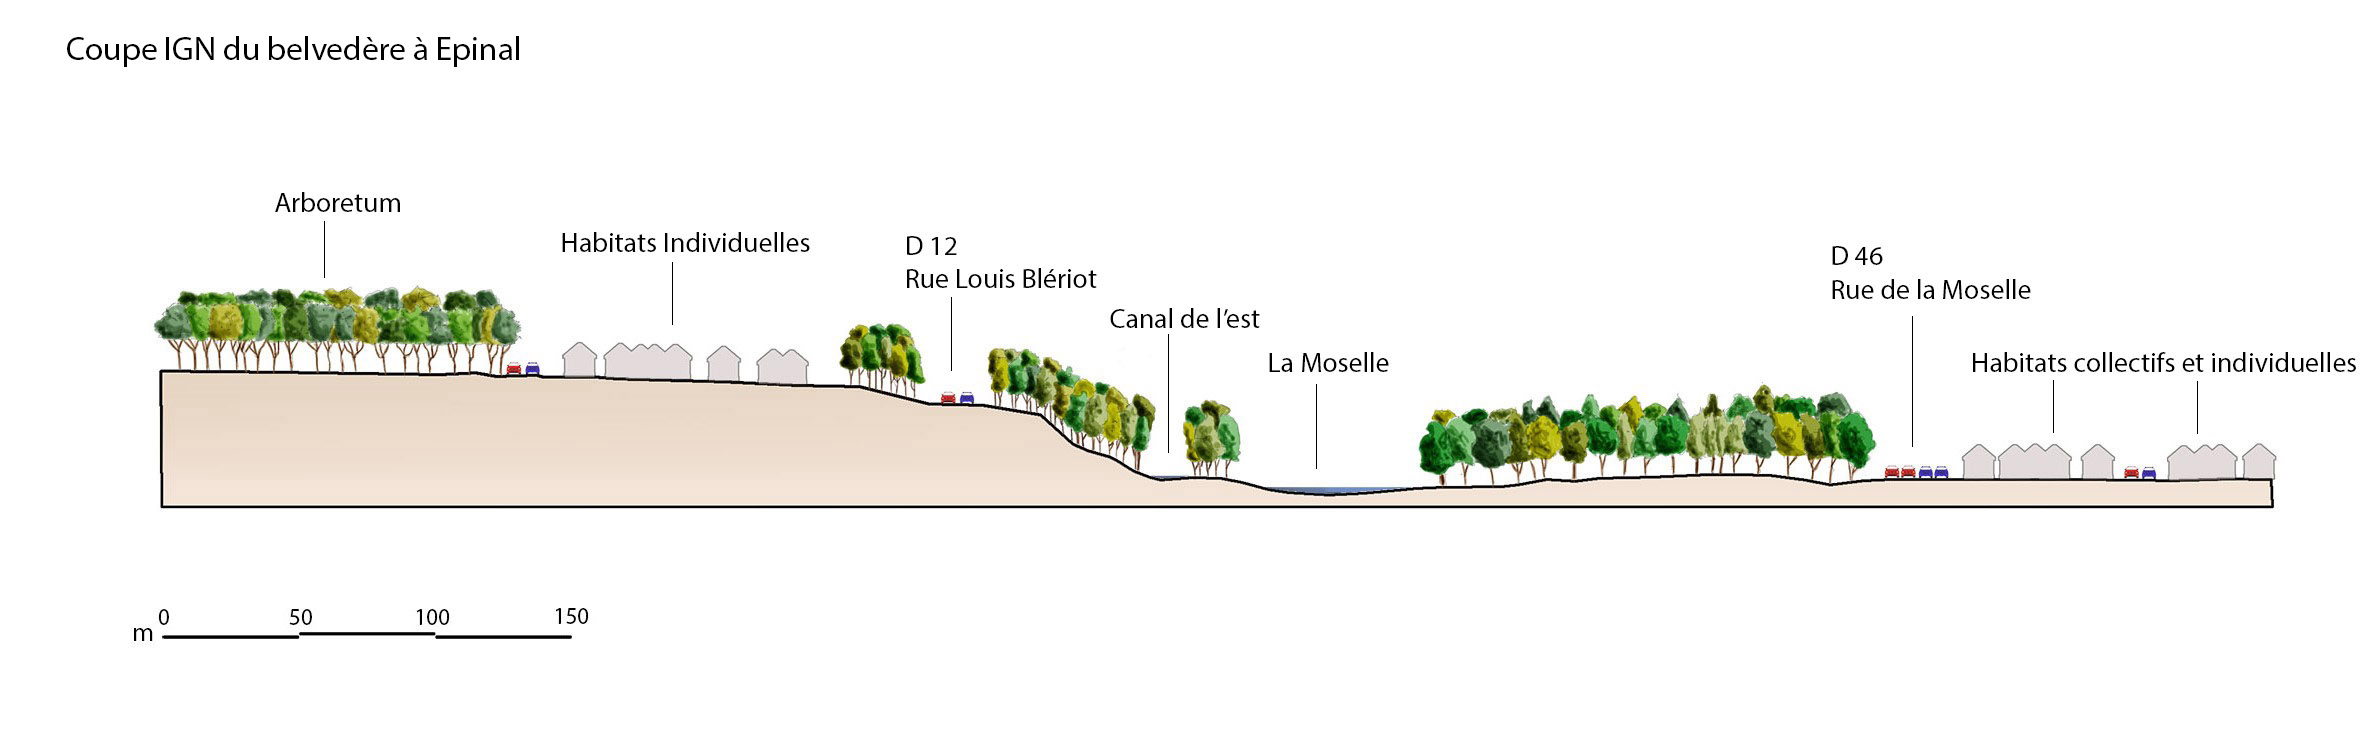 Coupe IGN du belvedère à Epinal
Arboretum
Habitats Individuelles
D 12
Rue Louis Blériot
Canal de l'est
La Moselle
D 46
Rue de la Moselle
Habitats collectifs et individuelles
m 0 50 100 150